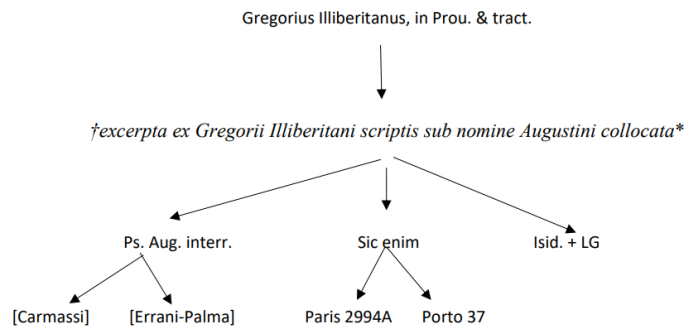 Gregorius Illiberitanus, in Prou. & tract.
†excerpta ex Gregorii Illiberitani scriptis sub nomine Augustini collocata*
Ps. Aug. interr. Sic enim Isid. + LG
[Carmassi] [Errani-Palma] Paris 2994A Porto 37